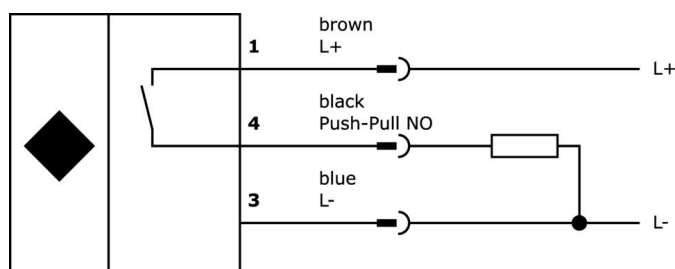 brown
1 L+
L+
black
4 Push-Pull NO
blue
3 L-
L-